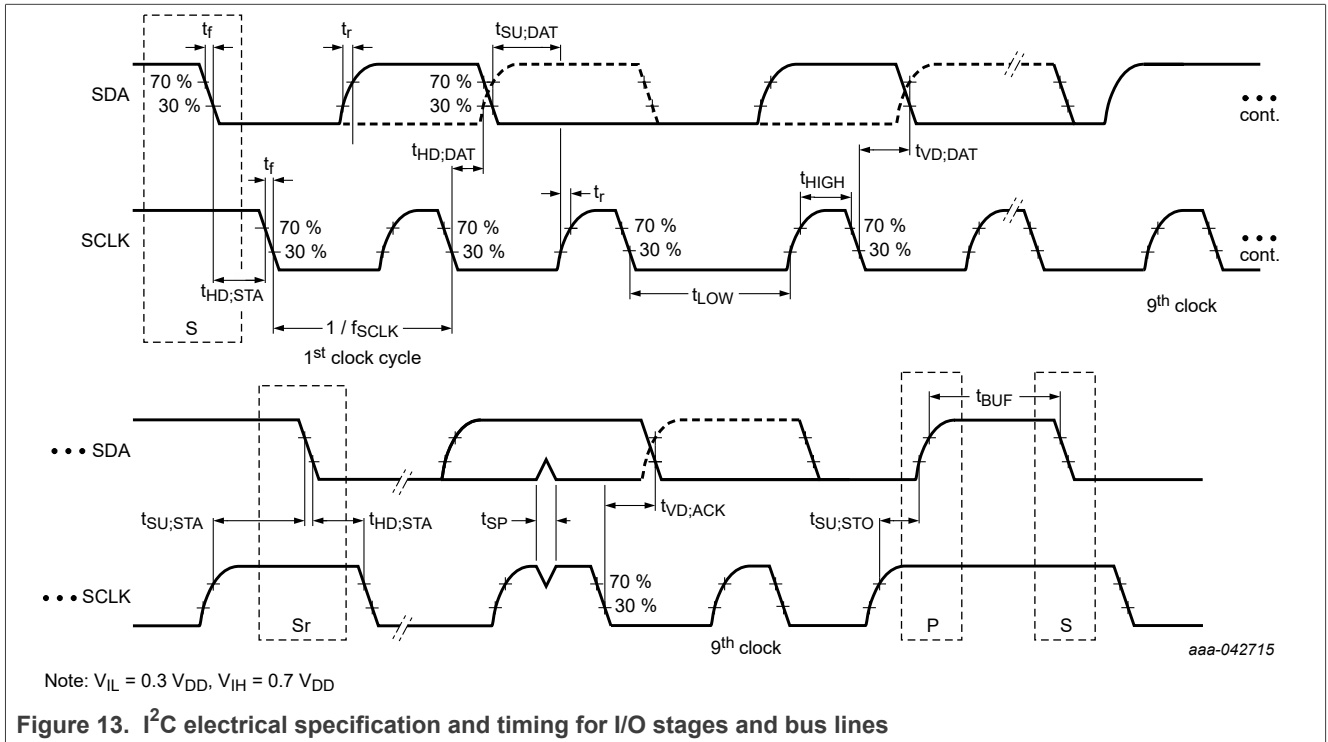 tf tr tSU;DAT
70 % 70 %
SDA
30 % 30 %
• • •
cont.
tHD;DAT tVD;DAT
tf tr tHIGH
70 % 70 % 70 % 70 %
SCLK
30 % 30 % 30 % 30 %
• • •
cont.
tHD;STA tLOW
S 1 / fSCLK 9th clock
1st clock cycle
tBUF
• • • SDA
tSU;STA tHD;STA tSP tVD;ACK tSU;STO
70 %
• • • SCLK
30 %
Sr P S
9th clock
aaa-042715
Note: VIL = 0.3 VDD, VIH = 0.7 VDD
Figure 13. I2C electrical specification and timing for I/O stages and bus lines